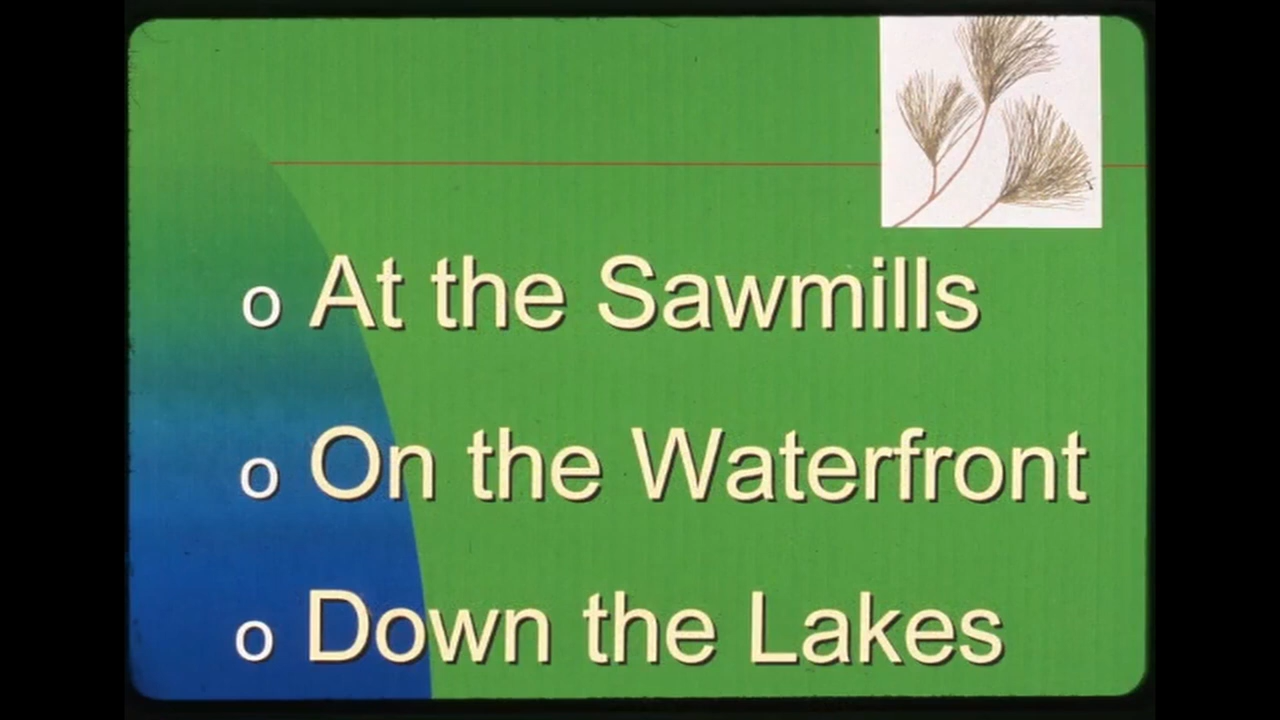 o At the Sawmills
o On the Waterfront
o Down the Lakes